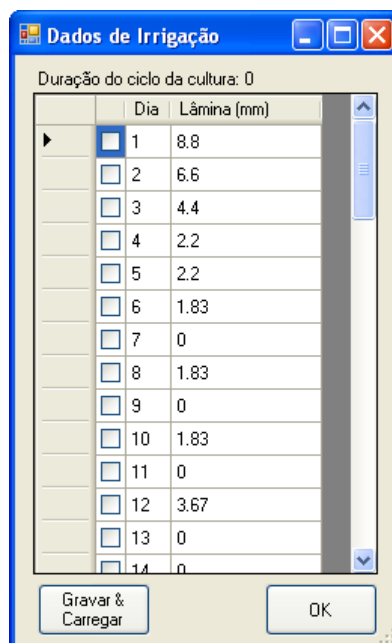 Dados de Irrigação
Duração do ciclo da cultura: 0
Dia Lâmina (mm)
1 8.8
2 6.6
3 4.4
4 2.2
5 2.2
6 1.83
7 0
8 1.83
9 0
10 1.83
11 0
12 3.67
13 0
14 0
Gravar &
Carregar
OK